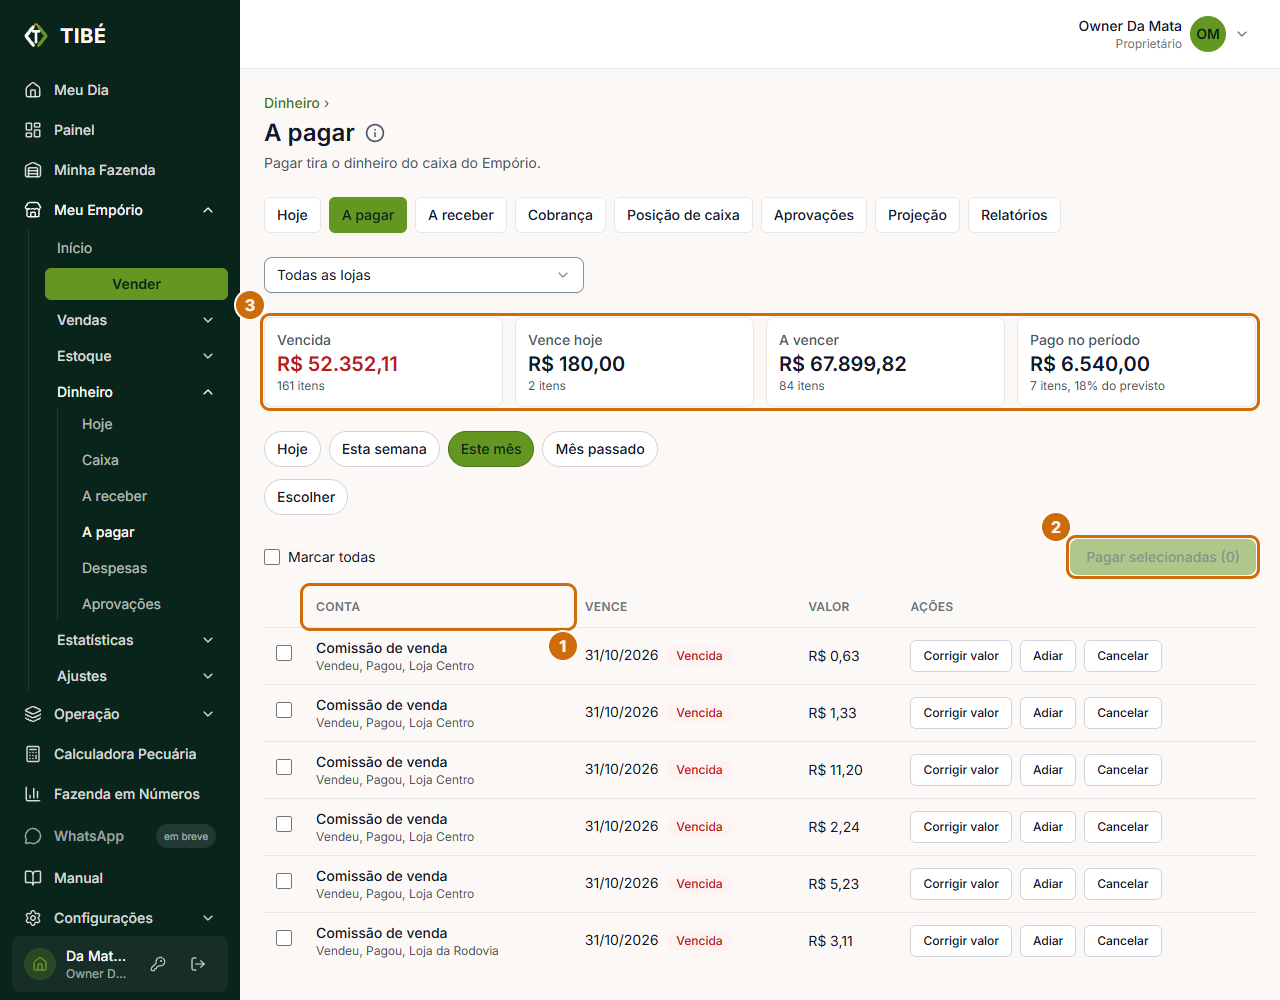 TIBÉ
Meu Dia
Painel
Minha Fazenda
Meu Empório
Início
Vender
Vendas
Estoque
Dinheiro
Hoje
Caixa
A receber
A pagar
Despesas
Aprovações
Estatísticas
Ajustes
Operação
Calculadora Pecuária
Fazenda em Números
WhatsApp em breve
Manual
Configurações
Da Mat...
Owner D...
Owner Da Mata
Proprietário
OM
Dinheiro ›
A pagar
Pagar tira o dinheiro do caixa do Empório.
Hoje A pagar A receber Cobrança Posição de caixa Aprovações Projeção Relatórios
Todas as lojas
3
Vencida Vence hoje A vencer Pago no período
R$ 52.352,11 R$ 180,00 R$ 67.899,82 R$ 6.540,00
161 itens 2 itens 84 itens 7 itens, 18% do previsto
Hoje Esta semana Este mês Mês passado
Escolher
2
Marcar todas Pagar selecionadas (0)
CONTA VENCE VALOR AÇÕES
1
Comissão de venda
Vendeu, Pagou, Loja Centro
31/10/2026 Vencida R$ 0,63 Corrigir valor Adiar Cancelar
Comissão de venda
Vendeu, Pagou, Loja Centro
31/10/2026 Vencida R$ 1,33 Corrigir valor Adiar Cancelar
Comissão de venda
Vendeu, Pagou, Loja Centro
31/10/2026 Vencida R$ 11,20 Corrigir valor Adiar Cancelar
Comissão de venda
Vendeu, Pagou, Loja Centro
31/10/2026 Vencida R$ 2,24 Corrigir valor Adiar Cancelar
Comissão de venda
Vendeu, Pagou, Loja Centro
31/10/2026 Vencida R$ 5,23 Corrigir valor Adiar Cancelar
Comissão de venda
Vendeu, Pagou, Loja da Rodovia
31/10/2026 Vencida R$ 3,11 Corrigir valor Adiar Cancelar